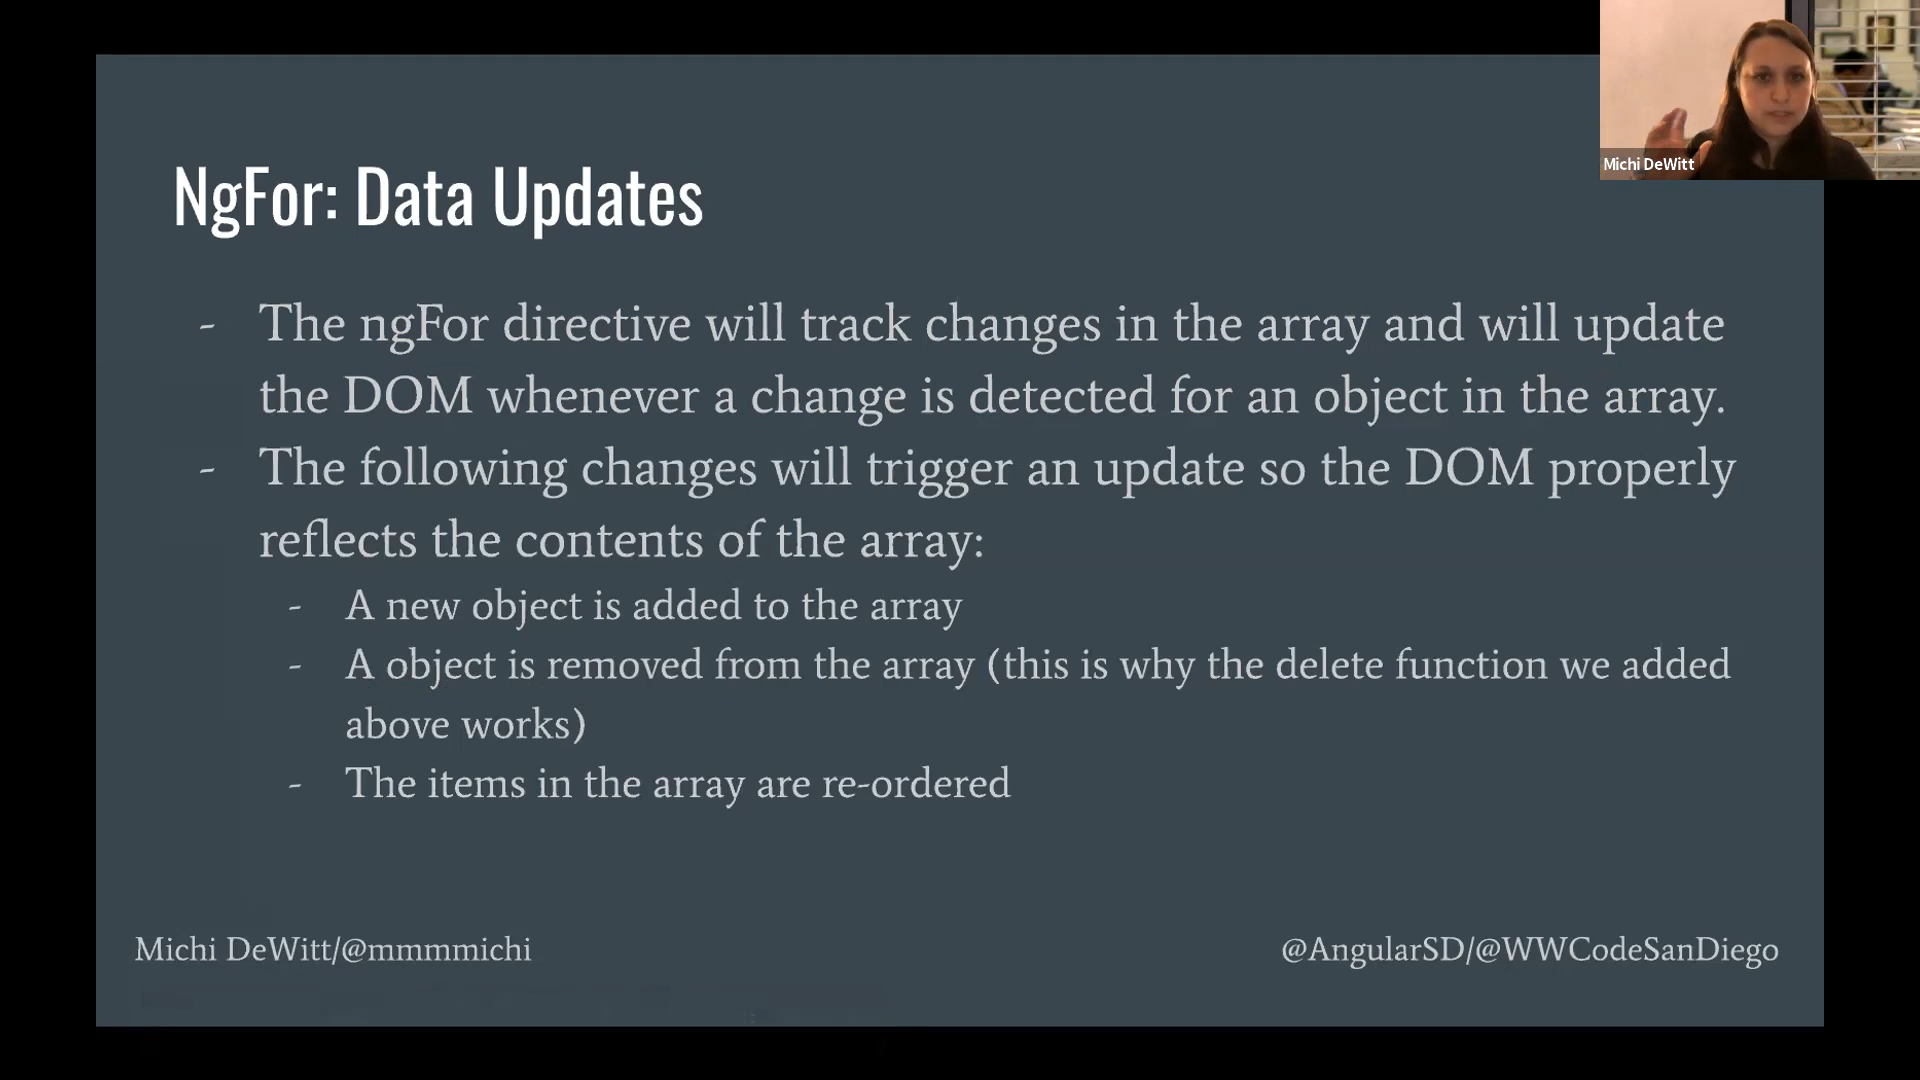 Michi DeWitt
NgFor: Data Updates
- The ngFor directive will track changes in the array and will update
the DOM whenever a change is detected for an object in the array.
- The following changes will trigger an update so the DOM properly
reflects the contents of the array:
- A new object is added to the array
- A object is removed from the array (this is why the delete function we added
above works)
- The items in the array are re-ordered
Michi DeWitt/@mmmmichi
@AngularSD/@WWCodeSanDiego